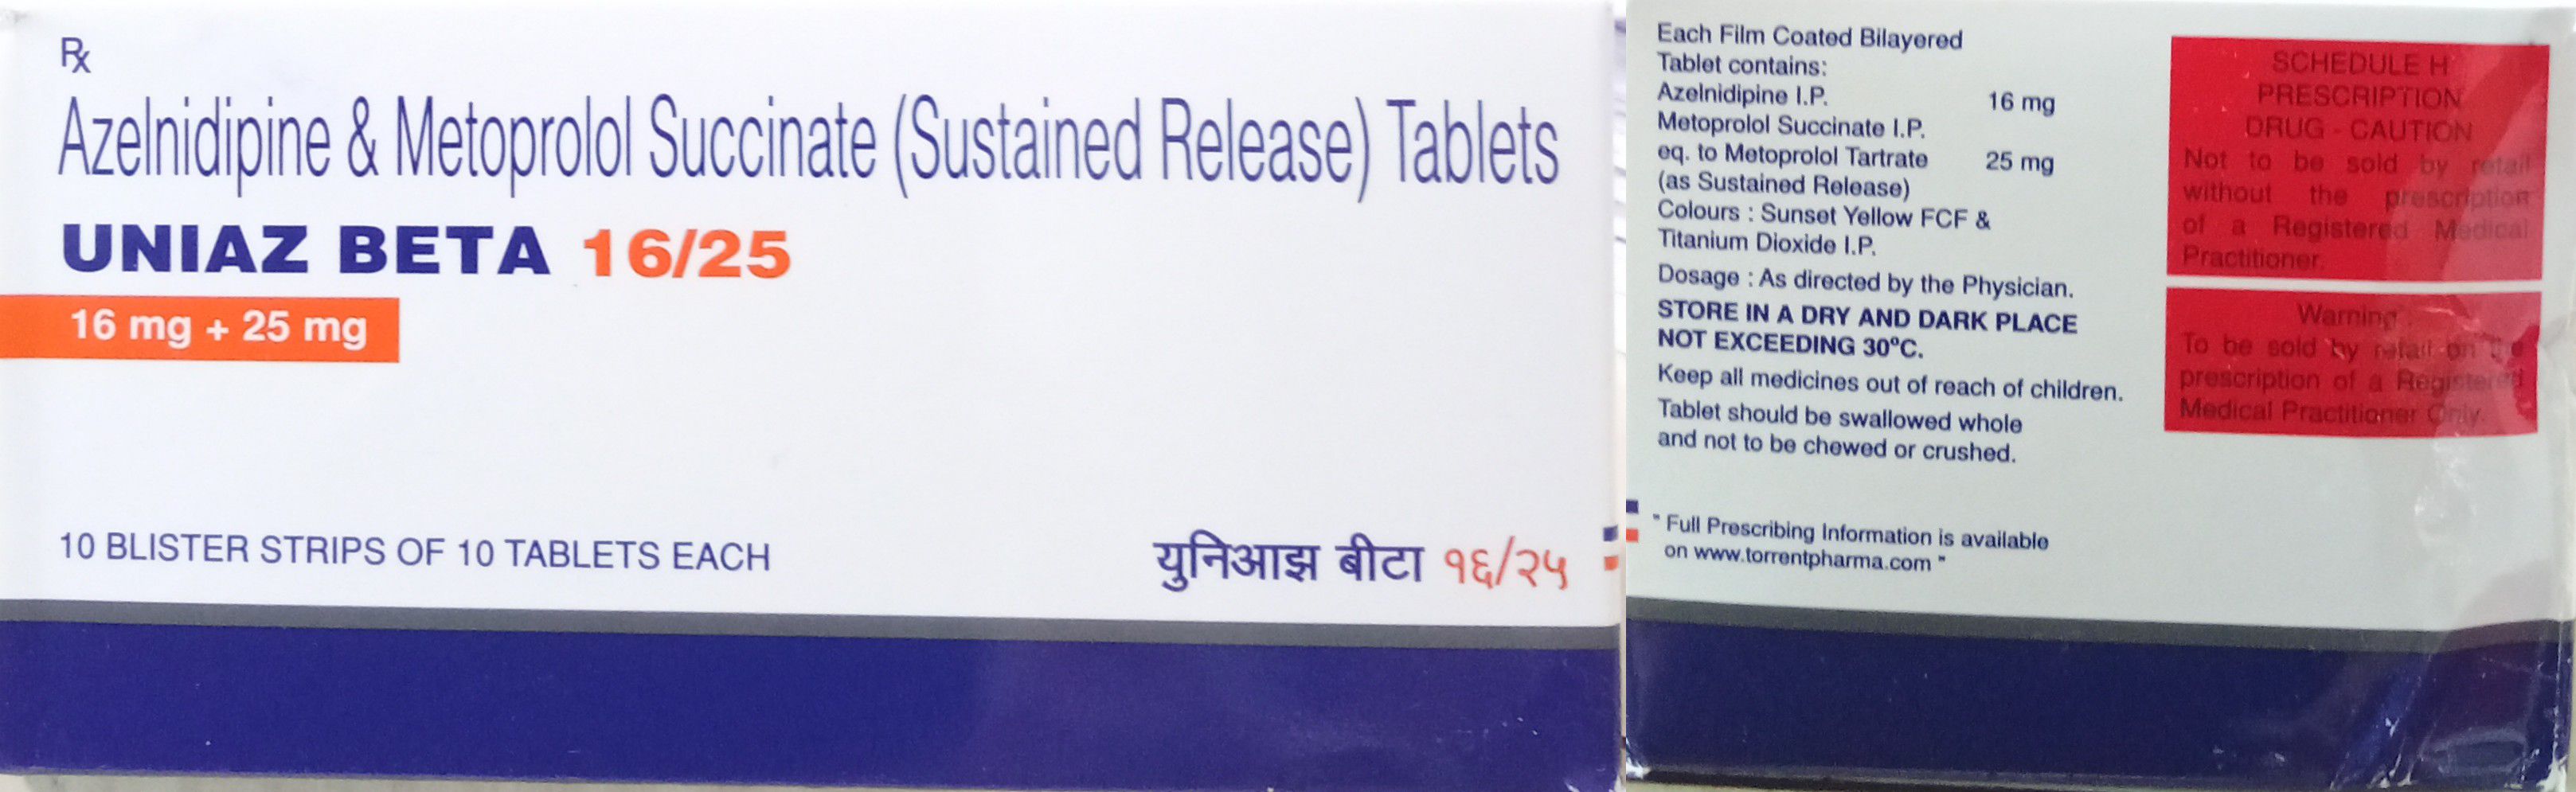 Rx
Azelnidipine & Metoprolol Succinate (Sustained Release) Tablets
UNIAZ BETA 16/25
16 mg + 25 mg
10 BLISTER STRIPS OF 10 TABLETS EACH
युनिआझ बीटा १६/२५
Each Film Coated Bilayered
Tablet contains:
Azelnidipine I.P. 16 mg
Metoprolol Succinate I.P.
eq. to Metoprolol Tartrate 25 mg
(as Sustained Release)
Colours : Sunset Yellow FCF &
Titanium Dioxide I.P.
Dosage : As directed by the Physician.
STORE IN A DRY AND DARK PLACE
NOT EXCEEDING 30°C.
Keep all medicines out of reach of children.
Tablet should be swallowed whole
and not to be chewed or crushed.
" Full Prescribing Information is available
on www.torrentpharma.com "
SCHEDULE H
PRESCRIPTION
DRUG - CAUTION
Not to be sold by retail
without the prescription
of a Registered Medical
Practitioner.
Warning
To be sold by retail on the
prescription of a Registered
Medical Practitioner Only.